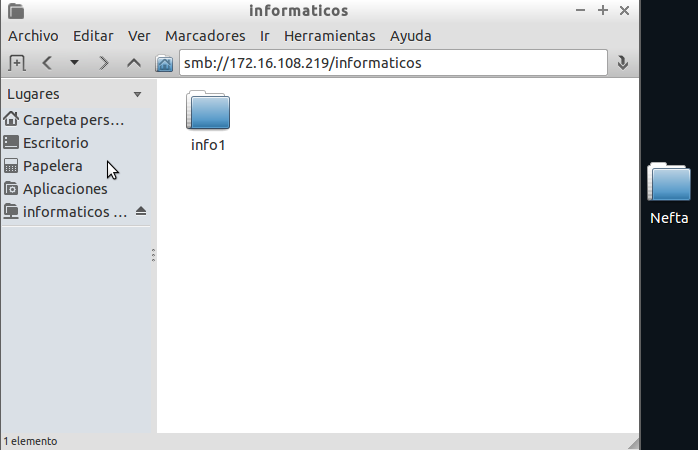 informaticos
Archivo Editar Ver Marcadores Ir Herramientas Ayuda
smb://172.16.108.219/informaticos
Lugares
Carpeta pers...
Escritorio
Papelera
Aplicaciones
informaticos ...
info1
Nefta
1 elemento